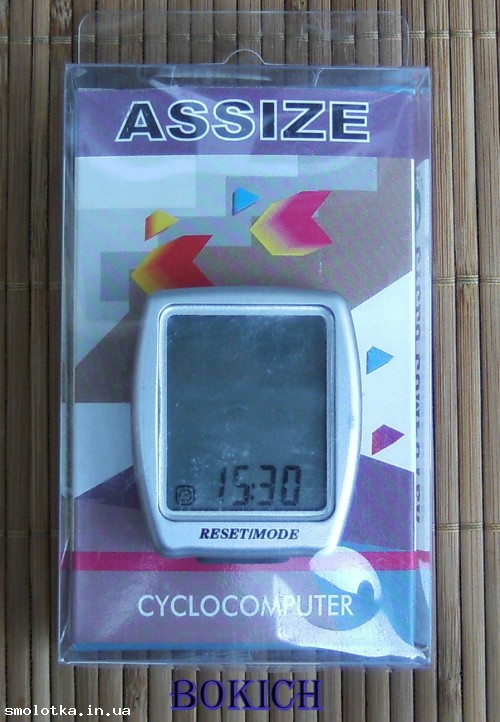 ASSIZE
15:30
RESET/MODE
CYCLOCOMPUTER
BOKICH
smolotka.in.ua